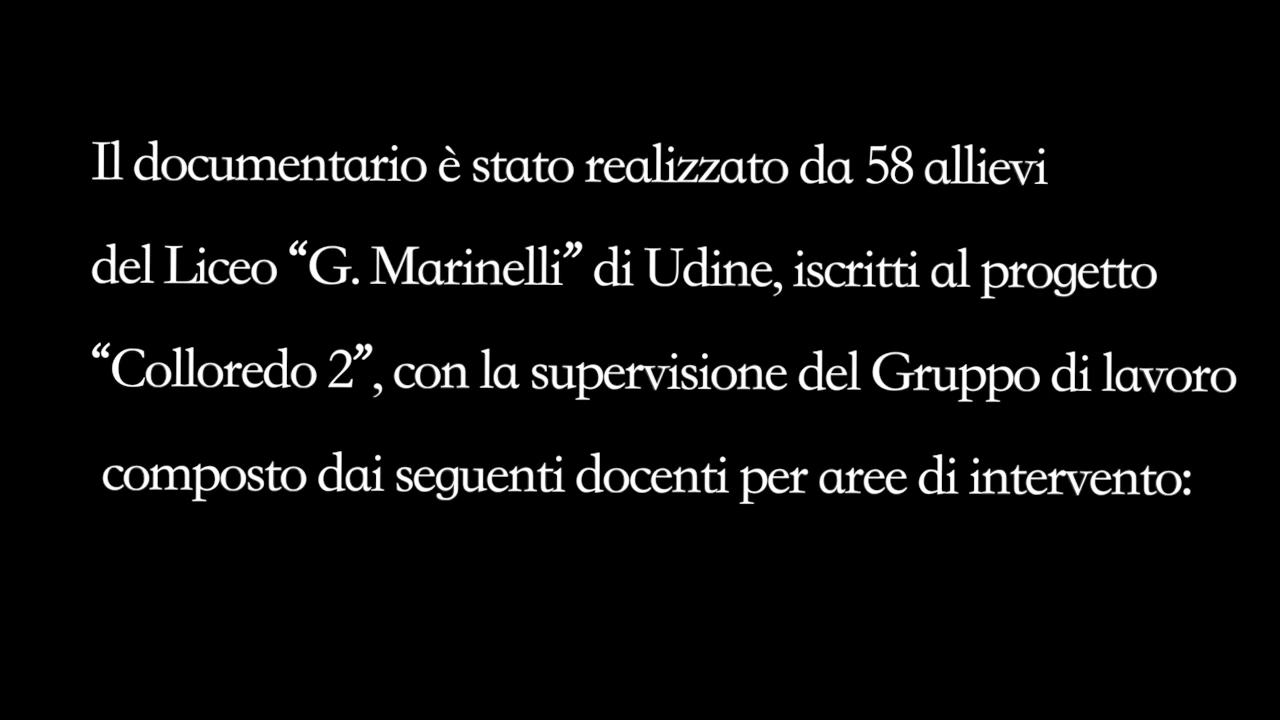 Il documentario è stato realizzato da 58 allievi
del Liceo “G. Marinelli” di Udine, iscritti al progetto
“Colloredo 2”, con la supervisione del Gruppo di lavoro
composto dai seguenti docenti per aree di intervento: